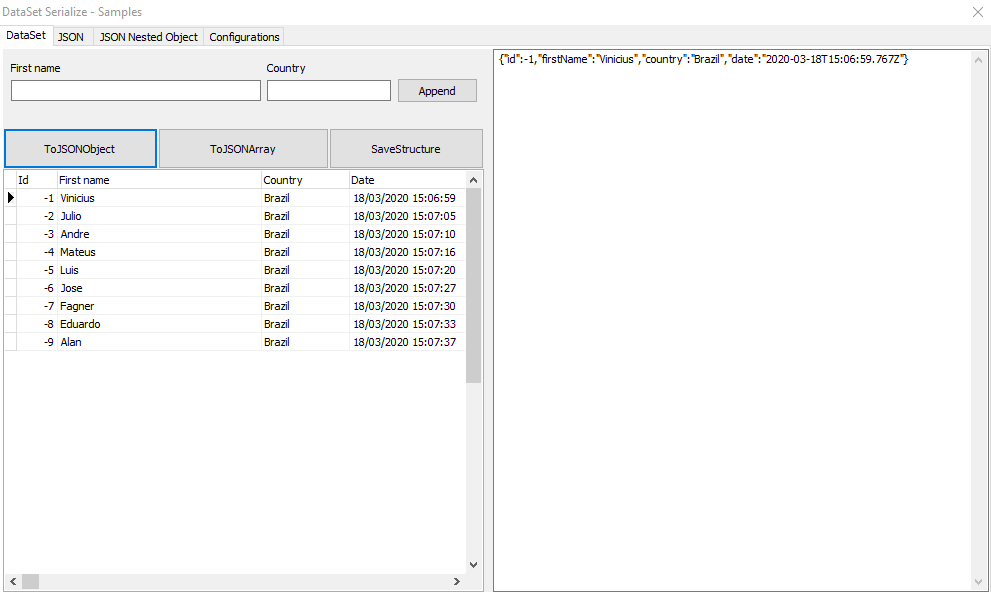 DataSet Serialize - Samples
DataSet JSON JSON Nested Object Configurations
First name Country
Append
ToJSONObject ToJSONArray SaveStructure
Id First name Country Date
-1 Vinicius Brazil 18/03/2020 15:06:59
-2 Julio Brazil 18/03/2020 15:07:05
-3 Andre Brazil 18/03/2020 15:07:10
-4 Mateus Brazil 18/03/2020 15:07:16
-5 Luis Brazil 18/03/2020 15:07:20
-6 Jose Brazil 18/03/2020 15:07:27
-7 Fagner Brazil 18/03/2020 15:07:30
-8 Eduardo Brazil 18/03/2020 15:07:33
-9 Alan Brazil 18/03/2020 15:07:37
{"id":-1,"firstName":"Vinicius","country":"Brazil","date":"2020-03-18T15:06:59.767Z"}